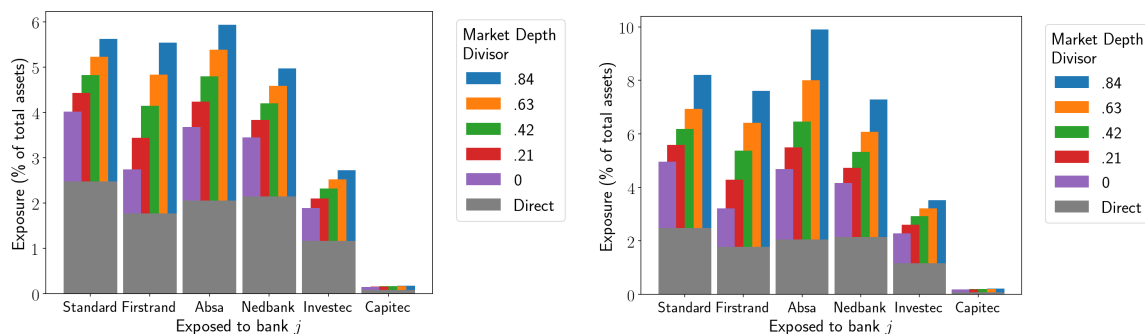 6
5
4
3
2
1
0
Exposure (% of total assets)
Standard Firstrand Absa Nedbank Investec Capitec
Exposed to bank j
Market Depth
Divisor
.84
.63
.42
.21
0
Direct
10
8
6
4
2
0
Exposure (% of total assets)
Standard Firstrand Absa Nedbank Investec Capitec
Exposed to bank j
Market Depth
Divisor
.84
.63
.42
.21
0
Direct